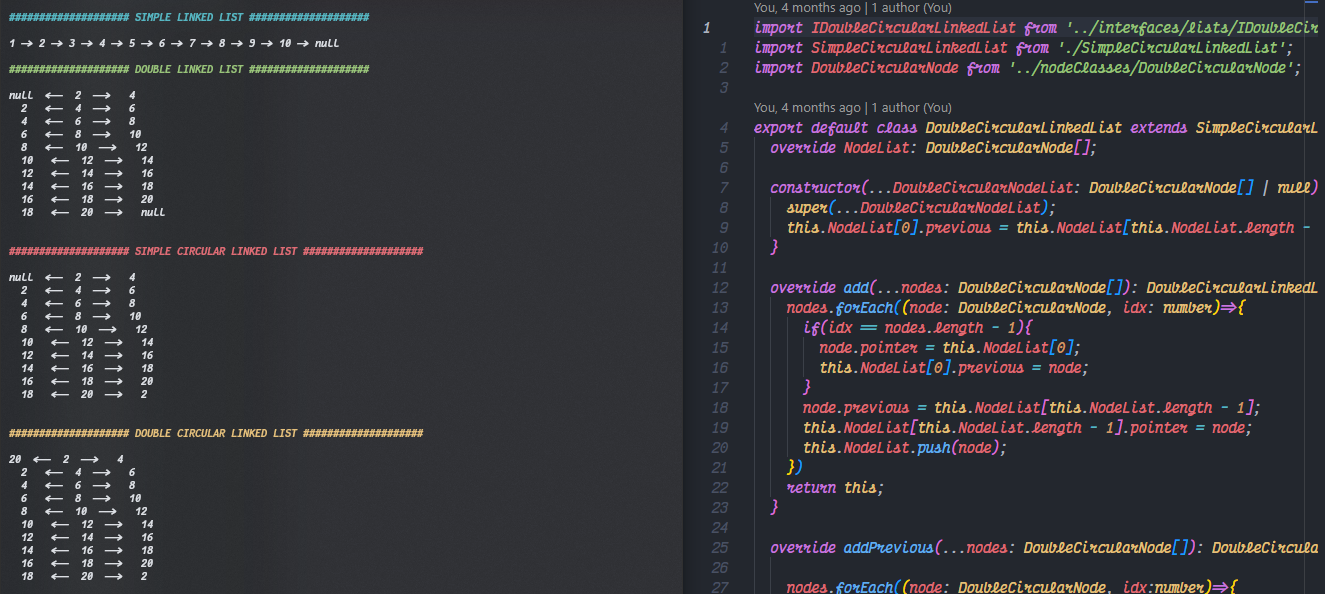 #################### SIMPLE LINKED LIST ####################
1 → 2 → 3 → 4 → 5 → 6 → 7 → 8 → 9 → 10 → null
#################### DOUBLE LINKED LIST ####################
null ⟵ 2 ⟶ 4
2 ⟵ 4 ⟶ 6
4 ⟵ 6 ⟶ 8
6 ⟵ 8 ⟶ 10
8 ⟵ 10 ⟶ 12
10 ⟵ 12 ⟶ 14
12 ⟵ 14 ⟶ 16
14 ⟵ 16 ⟶ 18
16 ⟵ 18 ⟶ 20
18 ⟵ 20 ⟶ null
#################### SIMPLE CIRCULAR LINKED LIST ####################
null ⟵ 2 ⟶ 4
2 ⟵ 4 ⟶ 6
4 ⟵ 6 ⟶ 8
6 ⟵ 8 ⟶ 10
8 ⟵ 10 ⟶ 12
10 ⟵ 12 ⟶ 14
12 ⟵ 14 ⟶ 16
14 ⟵ 16 ⟶ 18
16 ⟵ 18 ⟶ 20
18 ⟵ 20 ⟶ 2
#################### DOUBLE CIRCULAR LINKED LIST ####################
20 ⟵ 2 ⟶ 4
2 ⟵ 4 ⟶ 6
4 ⟵ 6 ⟶ 8
6 ⟵ 8 ⟶ 10
8 ⟵ 10 ⟶ 12
10 ⟵ 12 ⟶ 14
12 ⟵ 14 ⟶ 16
14 ⟵ 16 ⟶ 18
16 ⟵ 18 ⟶ 20
18 ⟵ 20 ⟶ 2
You, 4 months ago | 1 author (You)
1 import IDoubleCircularLinkedList from '../interfaces/lists/IDoubleCir
1 import SimpleCircularLinkedList from './SimpleCircularLinkedList';
2 import DoubleCircularNode from '../nodeClasses/DoubleCircularNode';
3
You, 4 months ago | 1 author (You)
4 export default class DoubleCircularLinkedList extends SimpleCircularL
5 override NodeList: DoubleCircularNode[];
6
7 constructor(...DoubleCircularNodeList: DoubleCircularNode[] | null)
8 super(...DoubleCircularNodeList);
9 this.NodeList[0].previous = this.NodeList[this.NodeList.length -
10 }
11
12 override add(...nodes: DoubleCircularNode[]): DoubleCircularLinkedL
13 nodes.forEach((node: DoubleCircularNode, idx: number)=>{
14 if(idx == nodes.length - 1){
15 node.pointer = this.NodeList[0];
16 this.NodeList[0].previous = node;
17 }
18 node.previous = this.NodeList[this.NodeList.length - 1];
19 this.NodeList[this.NodeList.length - 1].pointer = node;
20 this.NodeList.push(node);
21 })
22 return this;
23 }
24
25 override addPrevious(...nodes: DoubleCircularNode[]): DoubleCircula
26
27 nodes.forEach((node: DoubleCircularNode, idx:number)=>{